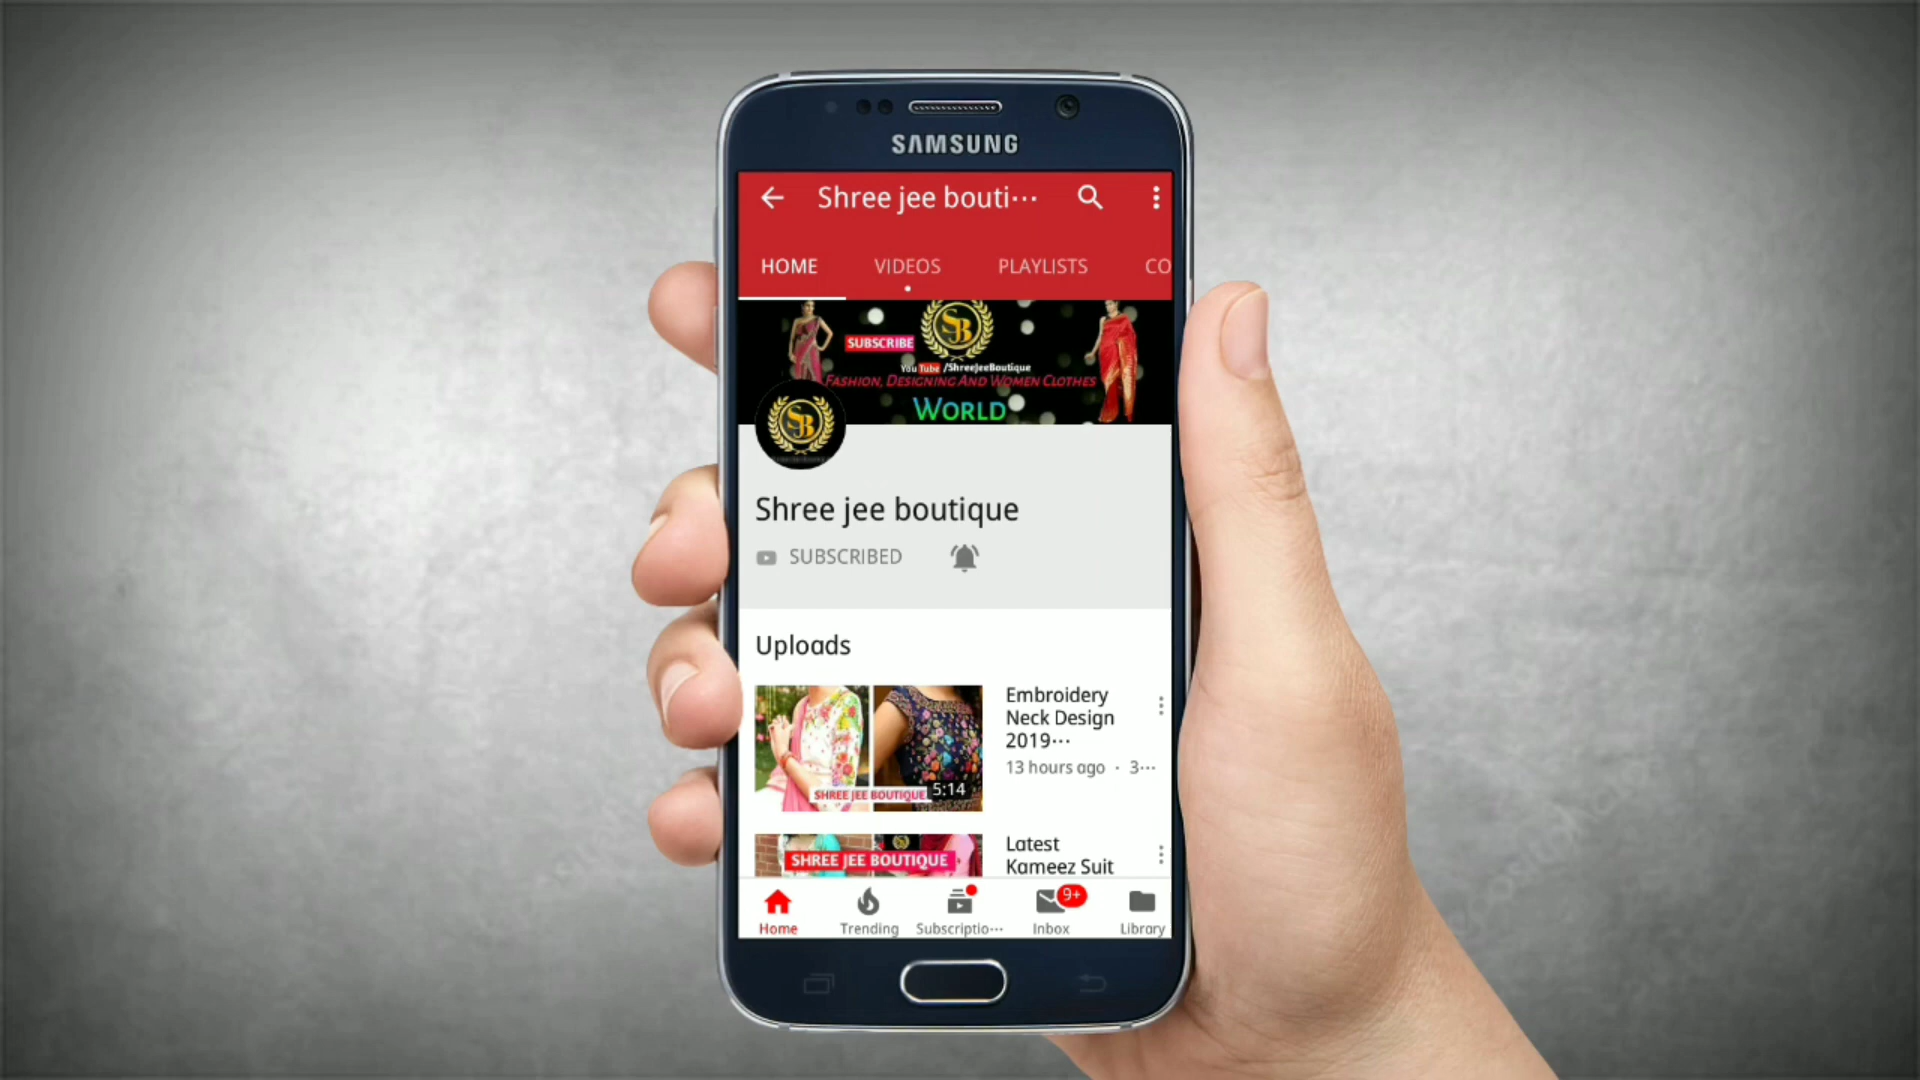 SAMSUNG
Shree jee bouti···
HOME VIDEOS PLAYLISTS CO
SB
SUBSCRIBE
You Tube /ShreejeeBoutique
FASHION, DESIGNING AND WOMEN CLOTHES
WORLD
SB
Shree jee boutique
SUBSCRIBED
Uploads
Embroidery
Neck Design
2019···
13 hours ago · 3···
SHREE JEE BOUTIQUE
5:14
Latest
Kameez Suit
SHREE JEE BOUTIQUE
9+
Home Trending Subscriptio··· Inbox Library